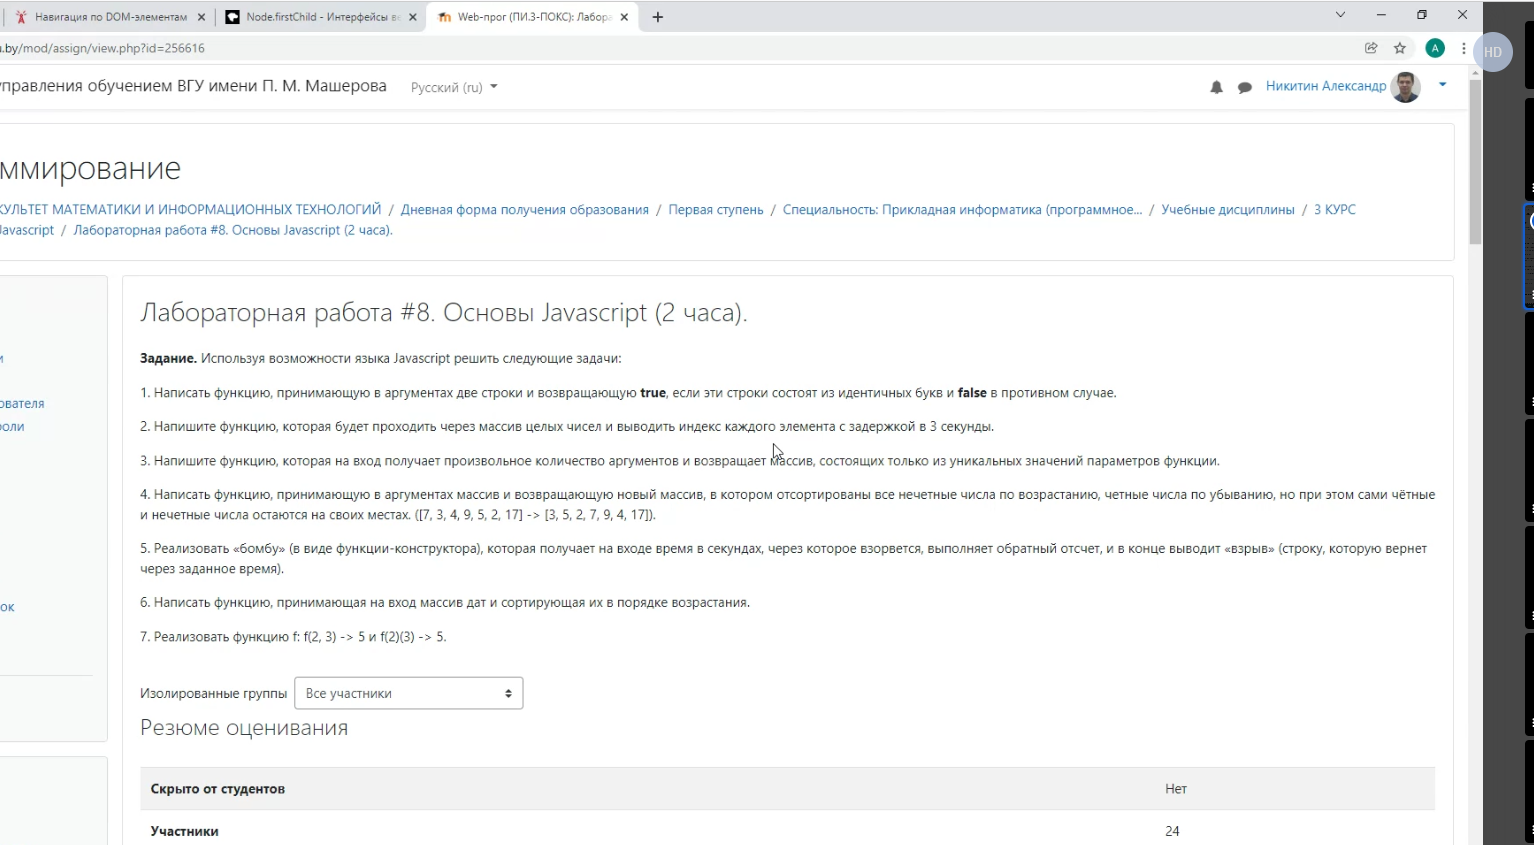 Навигация по DOM-элементам
Node.firstChild - Интерфейсы ве
Web-прог (ПИ.3-ПОКС): Лабора
.by/mod/assign/view.php?id=256616
A
HD
управления обучением ВГУ имени П. М. Машерова
Русский (ru)
Никитин Александр
ммирование
КУЛЬТЕТ МАТЕМАТИКИ И ИНФОРМАЦИОННЫХ ТЕХНОЛОГИЙ / Дневная форма получения образования / Первая ступень / Специальность: Прикладная информатика (программное... / Учебные дисциплины / 3 КУРС
Javascript / Лабораторная работа #8. Основы Javascript (2 часа).
и
ователя
роли
ок
Лабораторная работа #8. Основы Javascript (2 часа).
Задание. Используя возможности языка Javascript решить следующие задачи:
1. Написать функцию, принимающую в аргументах две строки и возвращающую true, если эти строки состоят из идентичных букв и false в противном случае.
2. Напишите функцию, которая будет проходить через массив целых чисел и выводить индекс каждого элемента с задержкой в 3 секунды.
3. Напишите функцию, которая на вход получает произвольное количество аргументов и возвращает массив, состоящих только из уникальных значений параметров функции.
4. Написать функцию, принимающую в аргументах массив и возвращающую новый массив, в котором отсортированы все нечетные числа по возрастанию, четные числа по убыванию, но при этом сами чётные
и нечетные числа остаются на своих местах. ([7, 3, 4, 9, 5, 2, 17] -> [3, 5, 2, 7, 9, 4, 17]).
5. Реализовать «бомбу» (в виде функции-конструктора), которая получает на входе время в секундах, через которое взорвется, выполняет обратный отсчет, и в конце выводит «взрыв» (строку, которую вернет
через заданное время).
6. Написать функцию, принимающая на вход массив дат и сортирующая их в порядке возрастания.
7. Реализовать функцию f: f(2, 3) -> 5 и f(2)(3) -> 5.
Изолированные группы
Все участники
Резюме оценивания
Скрыто от студентов Нет
Участники 24